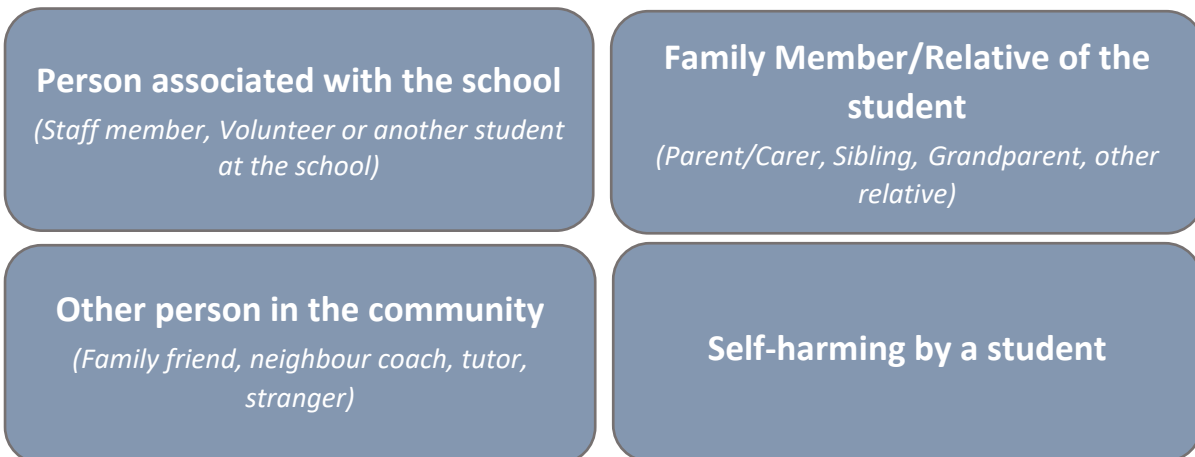 Person associated with the school
(Staff member, Volunteer or another student
at the school)
Family Member/Relative of the
student
(Parent/Carer, Sibling, Grandparent, other
relative)
Other person in the community
(Family friend, neighbour coach, tutor,
stranger)
Self-harming by a student